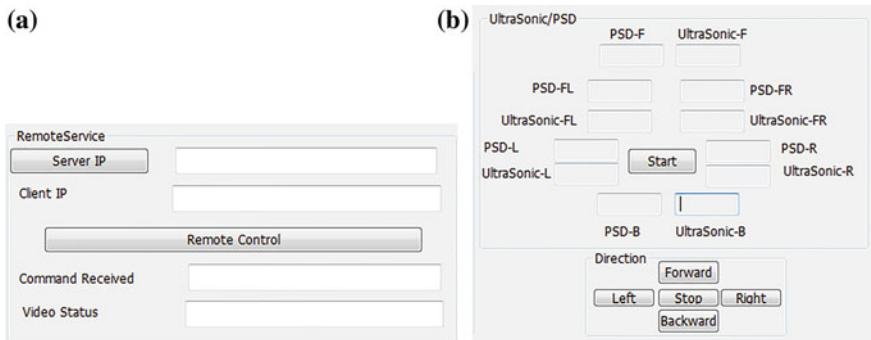 (a)
RemoteService
Server IP
Client IP
Remote Control
Command Received
Video Status
(b)
UltraSonic/PSD
PSD-F UltraSonic-F
PSD-FL PSD-FR
UltraSonic-FL UltraSonic-FR
PSD-L PSD-R
Start
UltraSonic-L UltraSonic-R
PSD-B UltraSonic-B
Direction
Forward
Left Stop Right
Backward